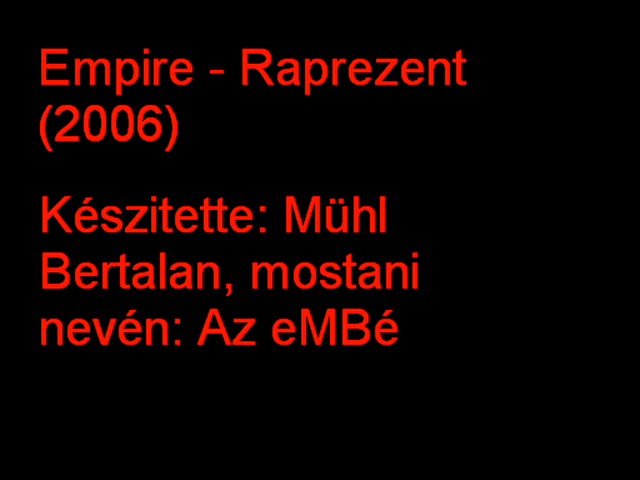 Empire - Raprezent
(2006)
Készitette: Mühl
Bertalan, mostani
nevén: Az eMBé